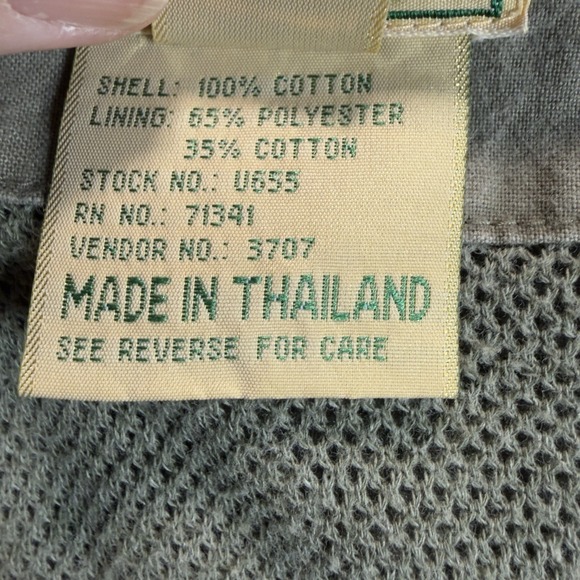 SHELL: 100% COTTON
LINING: 65% POLYESTER
35% COTTON
STOCK NO.: U655
RN NO.: 71341
VENDOR NO.: 3707
MADE IN THAILAND
SEE REVERSE FOR CARE